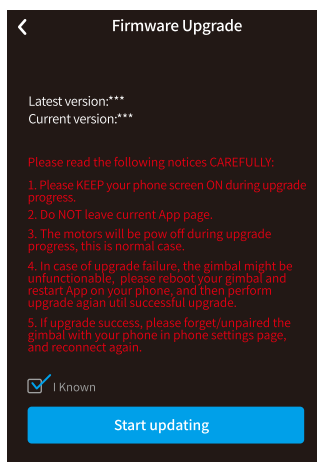 Firmware Upgrade
Latest version:***
Current version:***
Please read the following notices CAREFULLY:
1. Please KEEP your phone screen ON during upgrade
progress.
2. Do NOT leave current App page.
3. The motors will be pow off during upgrade
progress, this is normal case.
4. In case of upgrade failure, the gimbal might be
unfunctionable, please reboot your gimbal and
restart App on your phone, and then perform
upgrade agian util successful upgrade.
5. If upgrade success, please forget/unpaired the
gimbal with your phone in phone settings page,
and reconnect again.
I Known
Start updating